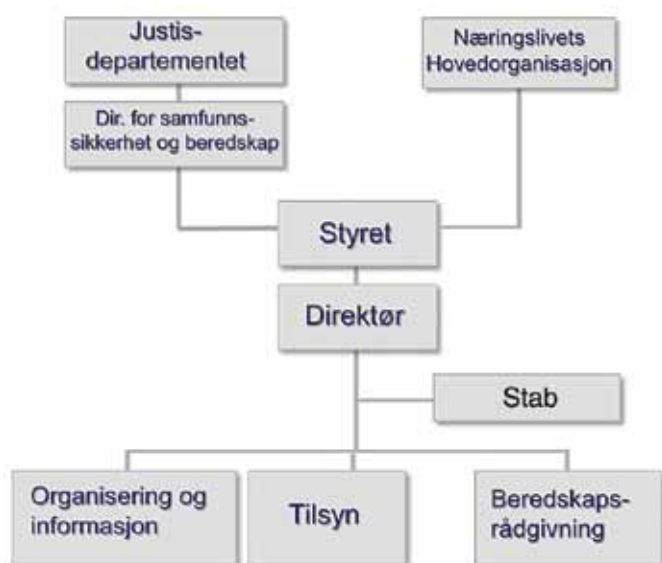 Justis-
departementet
Næringslivets
Hovedorganisasjon
Dir. for samfunns-
sikkerhet og beredskap
Styret
Direktør
Stab
Organisering og
informasjon
Tilsyn
Beredskaps-
rådgivning